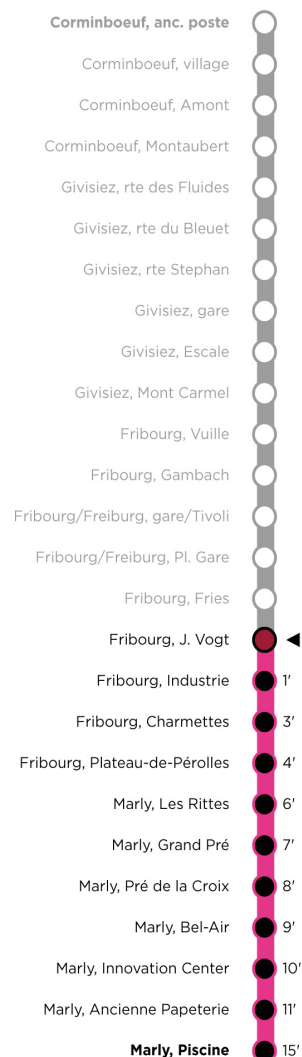 Corminboeuf, anc. poste
Corminboeuf, village
Corminboeuf, Amont
Corminboeuf, Montaubert
Givisiez, rte des Fluides
Givisiez, rte du Bleuet
Givisiez, rte Stephan
Givisiez, gare
Givisiez, Escale
Givisiez, Mont Carmel
Fribourg, Vuille
Fribourg, Gambach
Fribourg/Freiburg, gare/Tivoli
Fribourg/Freiburg, Pl. Gare
Fribourg, Fries
Fribourg, J. Vogt
Fribourg, Industrie 1'
Fribourg, Charmettes 3'
Fribourg, Plateau-de-Pérolles 4'
Marly, Les Rittes 6'
Marly, Grand Pré 7'
Marly, Pré de la Croix 8'
Marly, Bel-Air 9'
Marly, Innovation Center 10'
Marly, Ancienne Papeterie 11'
Marly, Piscine 15'